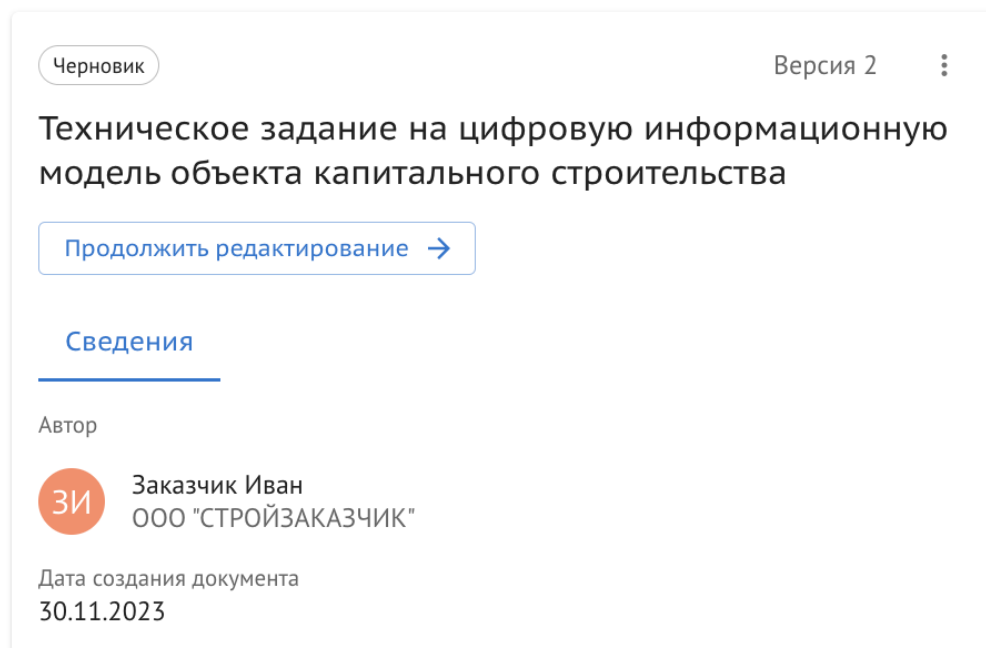 Черновик
Версия 2
Техническое задание на цифровую информационную
модель объекта капитального строительства
Продолжить редактирование →
Сведения
Автор
ЗИ
Заказчик Иван
ООО "СТРОЙЗАКАЗЧИК"
Дата создания документа
30.11.2023